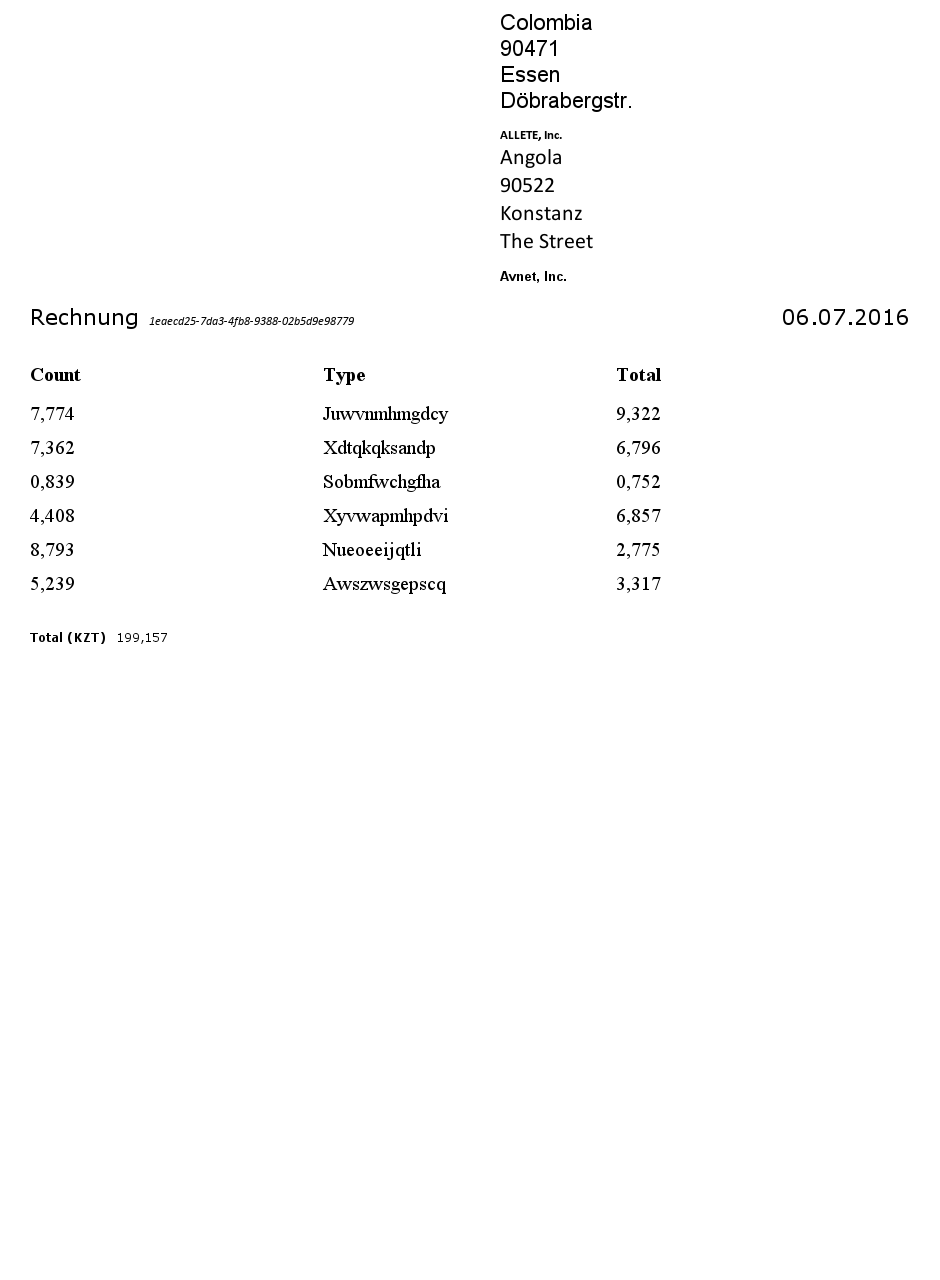 Colombia
90471
Essen
Döbrabergstr.
ALLETE, Inc.
Angola
90522
Konstanz
The Street
Avnet, Inc.
Rechnung 1eaecd25-7da3-4fb8-9388-02b5d9e98779 06.07.2016
Count Type Total
7,774 Juwvnmhmgdcy 9,322
7,362 Xdtqkqksandp 6,796
0,839 Sobmfwchgfha 0,752
4,408 Xyvwapmhpdvi 6,857
8,793 Nueoeeijqtli 2,775
5,239 Awszwsgepscq 3,317
Total (KZT) 199,157